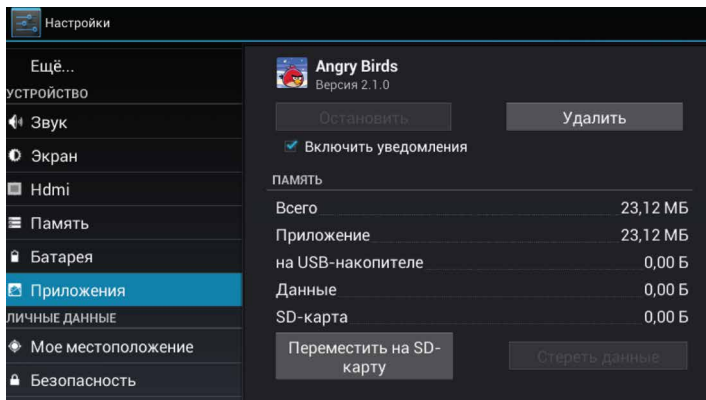 Настройки
Ещё...
УСТРОЙСТВО
Звук
Экран
Hdmi
Память
Батарея
Приложения
ЛИЧНЫЕ ДАННЫЕ
Мое местоположение
Безопасность
Angry Birds
Версия 2.1.0
Остановить Удалить
Включить уведомления
ПАМЯТЬ
Всего 23,12 МБ
Приложение 23,12 МБ
на USB-накопителе 0,00 Б
Данные 0,00 Б
SD-карта 0,00 Б
Переместить на SD-
карту
Стереть данные